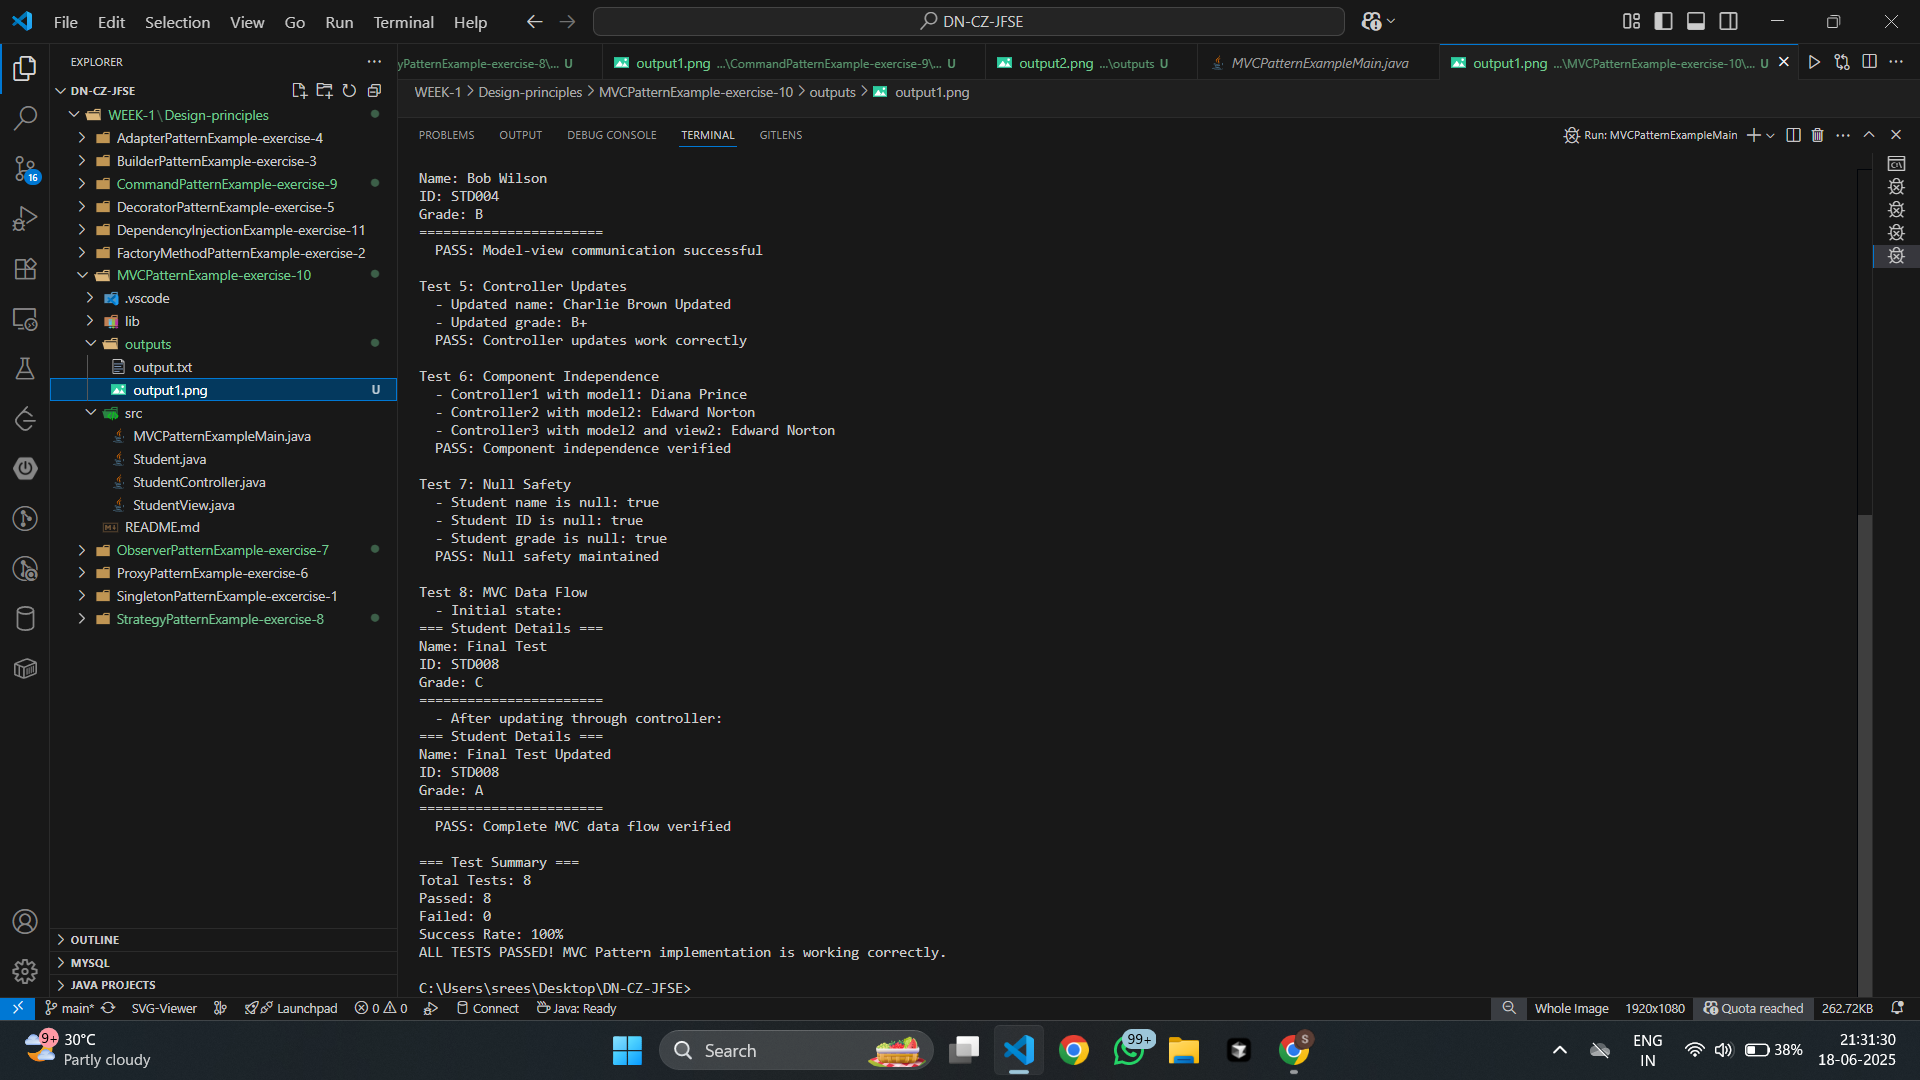 File Edit Selection View Go Run Terminal Help
DN-CZ-JFSE
EXPLORER
DN-CZ-JFSE
WEEK-1\Design-principles
AdapterPatternExample-exercise-4
BuilderPatternExample-exercise-3
CommandPatternExample-exercise-9
DecoratorPatternExample-exercise-5
DependencyInjectionExample-exercise-11
FactoryMethodPatternExample-exercise-2
MVCPatternExample-exercise-10
.vscode
lib
outputs
output.txt
output1.png U
src
MVCPatternExampleMain.java
Student.java
StudentController.java
StudentView.java
README.md
ObserverPatternExample-exercise-7
ProxyPatternExample-exercise-6
SingletonPatternExample-excercise-1
StrategyPatternExample-exercise-8
OUTLINE
MYSQL
JAVA PROJECTS
16
yPatternExample-exercise-8\... U
output1.png ...\CommandPatternExample-exercise-9\... U
output2.png ...\outputs U
MVCPatternExampleMain.java
output1.png ...\MVCPatternExample-exercise-10\... U
WEEK-1 > Design-principles > MVCPatternExample-exercise-10 > outputs > output1.png
PROBLEMS OUTPUT DEBUG CONSOLE TERMINAL GITLENS
Run: MVCPatternExampleMain
Name: Bob Wilson
ID: STD004
Grade: B
=======================
PASS: Model-view communication successful
Test 5: Controller Updates
- Updated name: Charlie Brown Updated
- Updated grade: B+
PASS: Controller updates work correctly
Test 6: Component Independence
- Controller1 with model1: Diana Prince
- Controller2 with model2: Edward Norton
- Controller3 with model2 and view2: Edward Norton
PASS: Component independence verified
Test 7: Null Safety
- Student name is null: true
- Student ID is null: true
- Student grade is null: true
PASS: Null safety maintained
Test 8: MVC Data Flow
- Initial state:
=== Student Details ===
Name: Final Test
ID: STD008
Grade: C
=======================
- After updating through controller:
=== Student Details ===
Name: Final Test Updated
ID: STD008
Grade: A
=======================
PASS: Complete MVC data flow verified
=== Test Summary ===
Total Tests: 8
Passed: 8
Failed: 0
Success Rate: 100%
ALL TESTS PASSED! MVC Pattern implementation is working correctly.
C:\Users\srees\Desktop\DN-CZ-JFSE>
main* SVG-Viewer Launchpad 0 0 Connect Java: Ready
Whole Image 1920x1080 Quota reached 262.72KB
9+ 30°C
Partly cloudy
Search
99+
S
ENG
IN
38%
21:31:30
18-06-2025